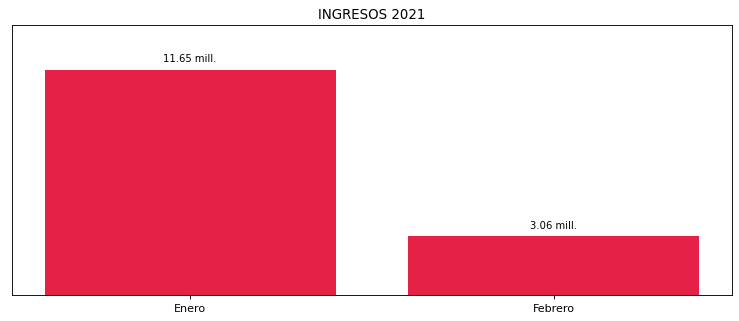 INGRESOS 2021
11.65 mill.
3.06 mill.
Enero
Febrero